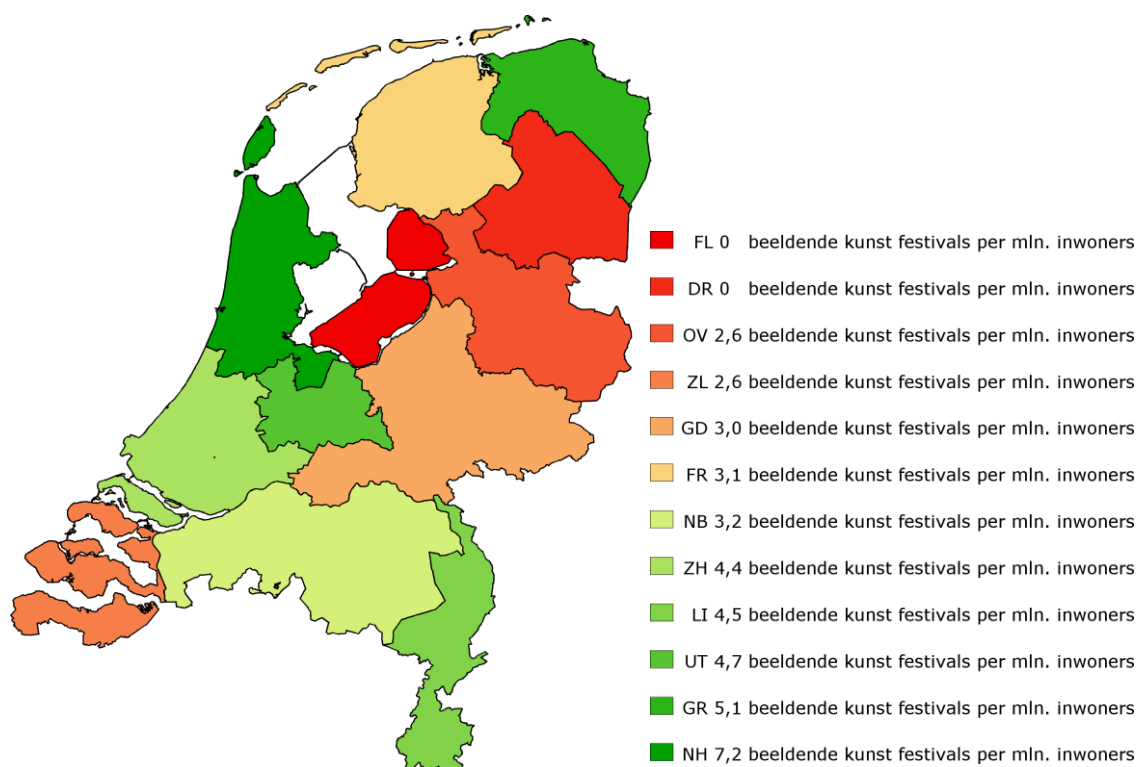 FL 0 beeldende kunst festivals per mln. inwoners
DR 0 beeldende kunst festivals per mln. inwoners
OV 2,6 beeldende kunst festivals per mln. inwoners
ZL 2,6 beeldende kunst festivals per mln. inwoners
GD 3,0 beeldende kunst festivals per mln. inwoners
FR 3,1 beeldende kunst festivals per mln. inwoners
NB 3,2 beeldende kunst festivals per mln. inwoners
ZH 4,4 beeldende kunst festivals per mln. inwoners
LI 4,5 beeldende kunst festivals per mln. inwoners
UT 4,7 beeldende kunst festivals per mln. inwoners
GR 5,1 beeldende kunst festivals per mln. inwoners
NH 7,2 beeldende kunst festivals per mln. inwoners